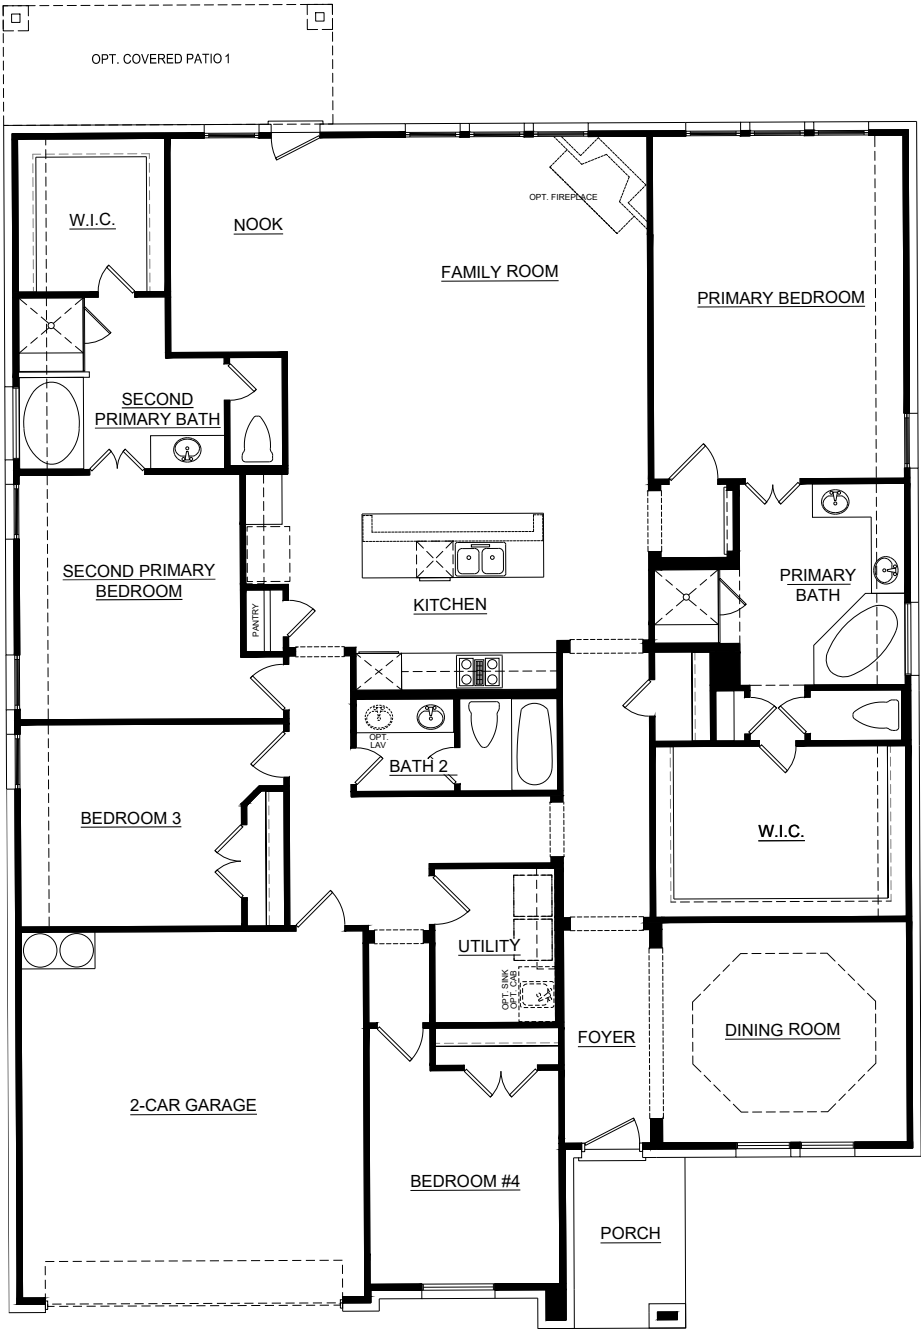 OPT. COVERED PATIO 1
W.I.C.
NOOK
OPT. FIREPLACE
FAMILY ROOM
PRIMARY BEDROOM
SECOND
PRIMARY BATH
SECOND PRIMARY
BEDROOM
PANTRY
KITCHEN
PRIMARY
BATH
OPT.
LAV
BATH 2
BEDROOM 3
W.I.C.
UTILITY
OPT. SINK
OPT. CAB
FOYER
DINING ROOM
2-CAR GARAGE
BEDROOM #4
PORCH